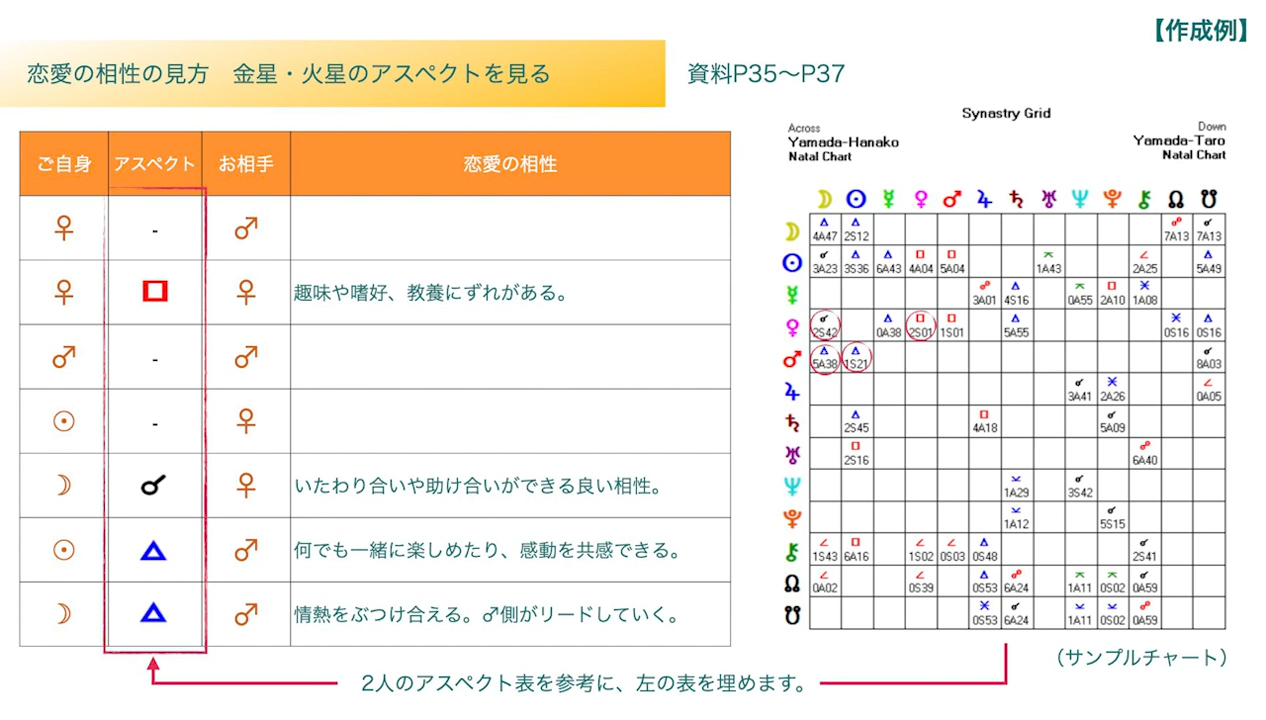 【作成例】
恋愛の相性の見方　金星・火星のアスペクトを見る
資料P35〜P37
ご自身 アスペクト お相手 恋愛の相性
♀ - ♂
♀ □ ♀ 趣味や嗜好、教養にずれがある。
♂ - ♂
☉ - ♀
☽ ☌ ♀ いたわり合いや助け合いができる良い相性。
☉ △ ♂ 何でも一緒に楽しめたり、感動を共感できる。
☽ △ ♂ 情熱をぶつけ合える。♂側がリードしていく。
Synastry Grid
Across
Yamada-Hanako
Natal Chart
Down
Yamada-Taro
Natal Chart
☽ ☉ ☿ ♀ ♂ ♃ ♄ ♅ ♆ ⚷ ☊ ☋
☽ 4A47 2S12 7A13 7A13
☉ 3A23 3S36 6A43 4A04 5A04 1A43 2A25 5A49
☿ 3A01 4S16 0A55 2A10 1A08
♀ 2S42 0A38 2S01 1S01 5A55 0S16 0S16
♂ 5A38 1S21 8A03
♃ 3A41 2A26 0A05
♄ 2S45 4A18 5A09
♅ 2S16 6A40
♆ 1A29 3S42
1A12 5S15
⚷ 1S43 6A16 1S02 0S03 0A48 2S41
☊ 0A02 0S39 0S53 6A24 1A11 0S02 0A59
☋ 0S53 6A24 1A11 0S02 0A59
（サンプルチャート）
2人のアスペクト表を参考に、左の表を埋めます。